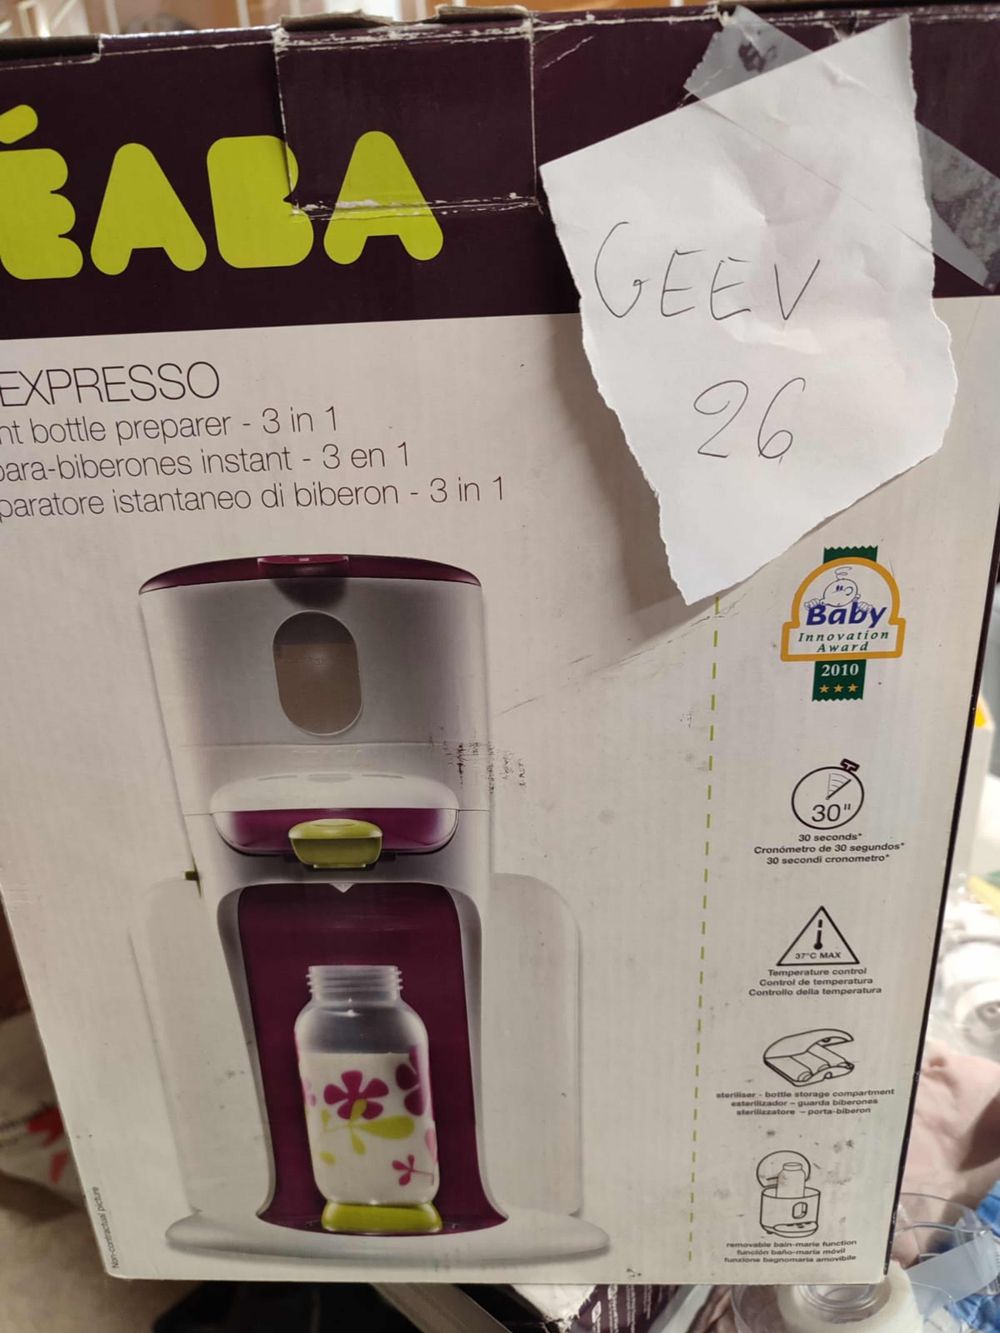 ÉABA
GEEV
26
EXPRESSO
nt bottle preparer - 3 in 1
para-biberones instant - 3 en 1
paratore istantaneo di biberon - 3 in 1
Baby
Innovation
Award
2010
30"
30 seconds*
Cronómetro de 30 segundos*
30 secondi cronometro*
37°C MAX
Temperature control
Control de temperatura
Controllo della temperatura
steriliser - bottle storage compartment
esterilizador – guarda biberones
sterilizzatore – porta-biberon
removable bain-marie function
función baño-maría móvil
funzione bagnomaria amovibile
Non-contractual picture